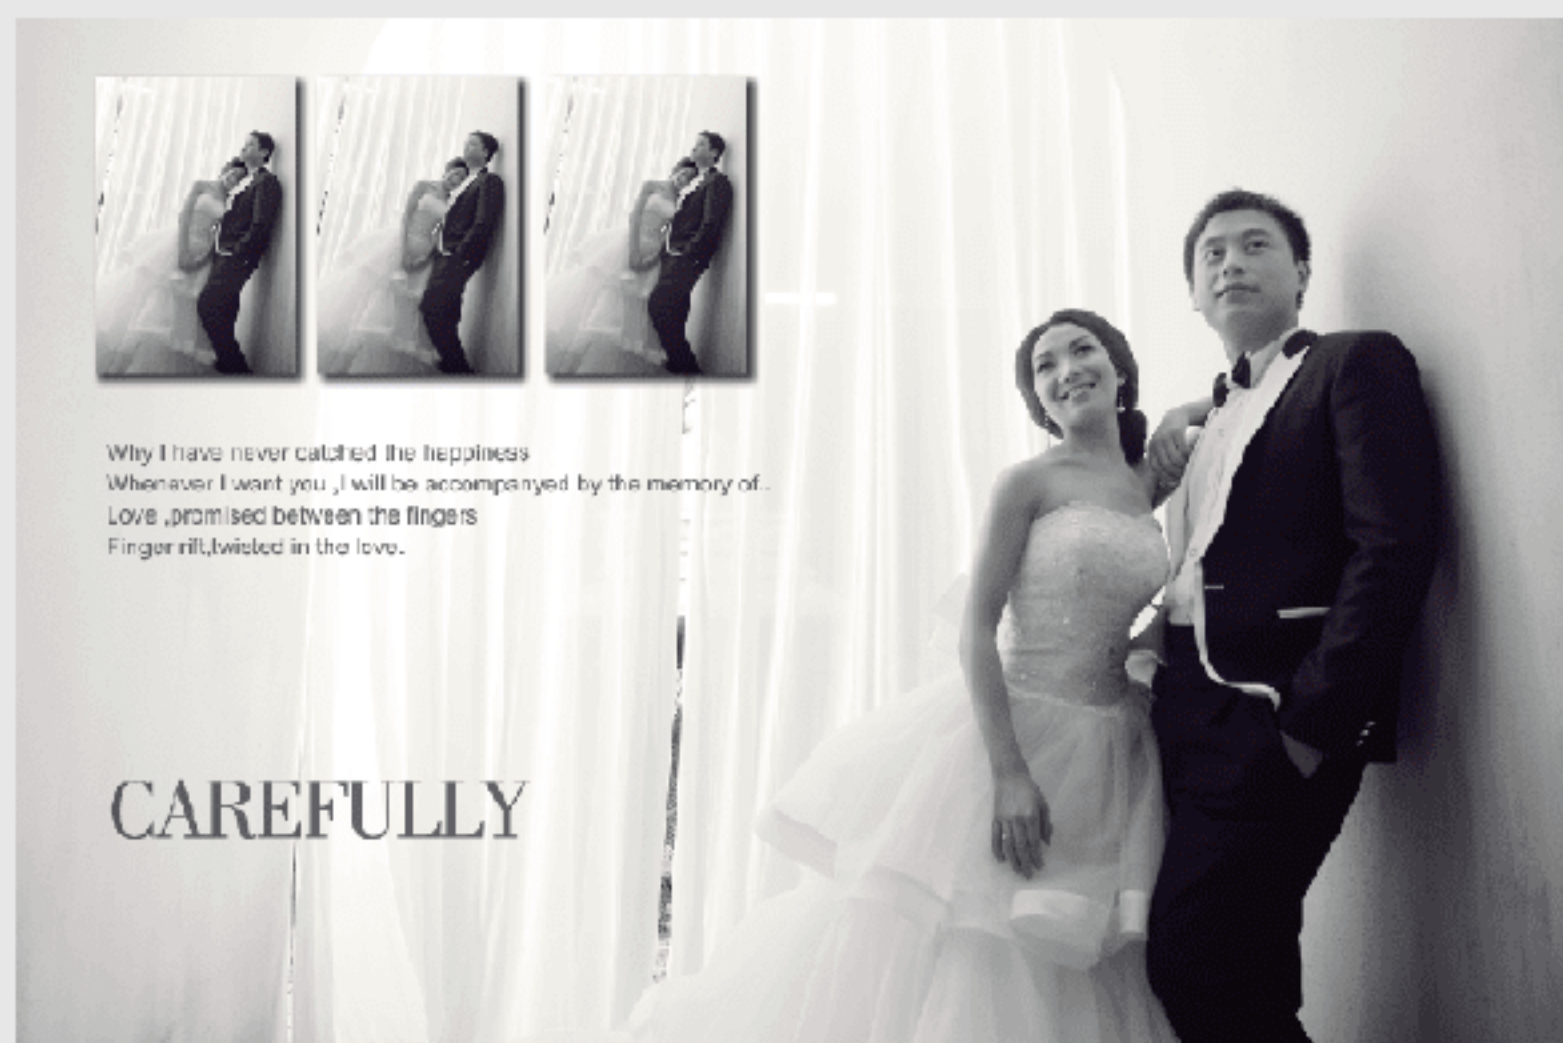 Why I have never catched the happiness
Whenever I want you ,I will be accompanyed by the memory of..
Love ,promised between the fingers
Finger rift,twisted in the love.
CAREFULLY